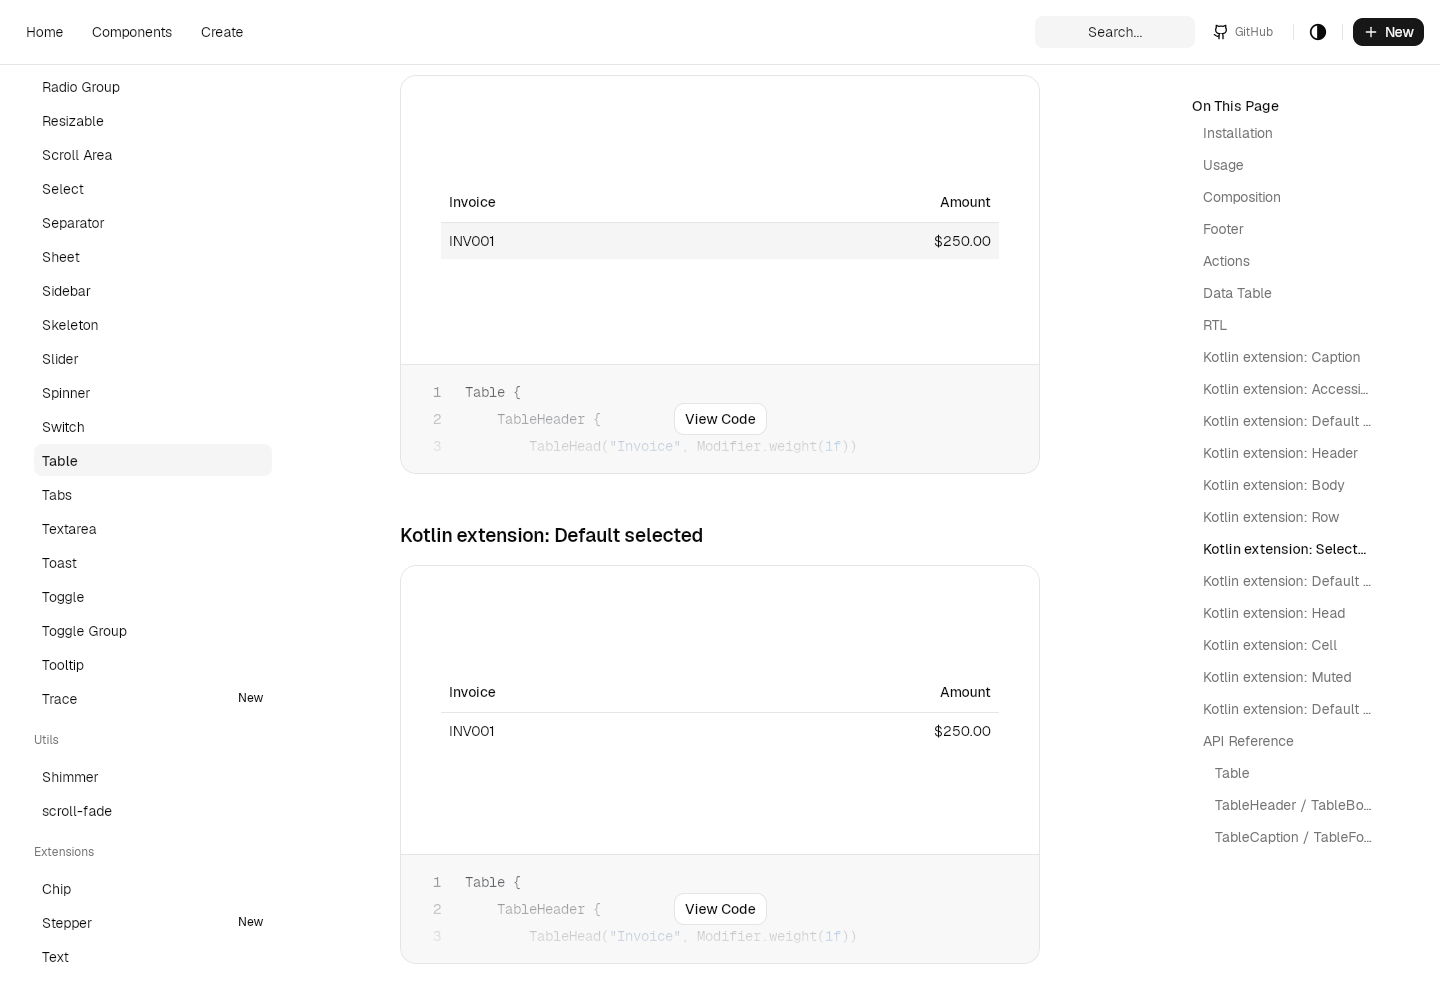 Home
Components
Create
Search...
GitHub
New
Radio Group
Resizable
Scroll Area
Select
Separator
Sheet
Sidebar
Skeleton
Slider
Spinner
Switch
Table
Tabs
Textarea
Toast
Toggle
Toggle Group
Tooltip
Trace New
Utils
Shimmer
scroll-fade
Extensions
Chip
Stepper New
Text
Invoice Amount
INV001 $250.00
1 Table {
2 TableHeader {
View Code
3 TableHead("Invoice", Modifier.weight(1f))
Kotlin extension: Default selected
Invoice Amount
INV001 $250.00
1 Table {
2 TableHeader {
View Code
3 TableHead("Invoice", Modifier.weight(1f))
On This Page
Installation
Usage
Composition
Footer
Actions
Data Table
RTL
Kotlin extension: Caption
Kotlin extension: Accessi...
Kotlin extension: Default ...
Kotlin extension: Header
Kotlin extension: Body
Kotlin extension: Row
Kotlin extension: Select...
Kotlin extension: Default ...
Kotlin extension: Head
Kotlin extension: Cell
Kotlin extension: Muted
Kotlin extension: Default ...
API Reference
Table
TableHeader / TableBo...
TableCaption / TableFo...